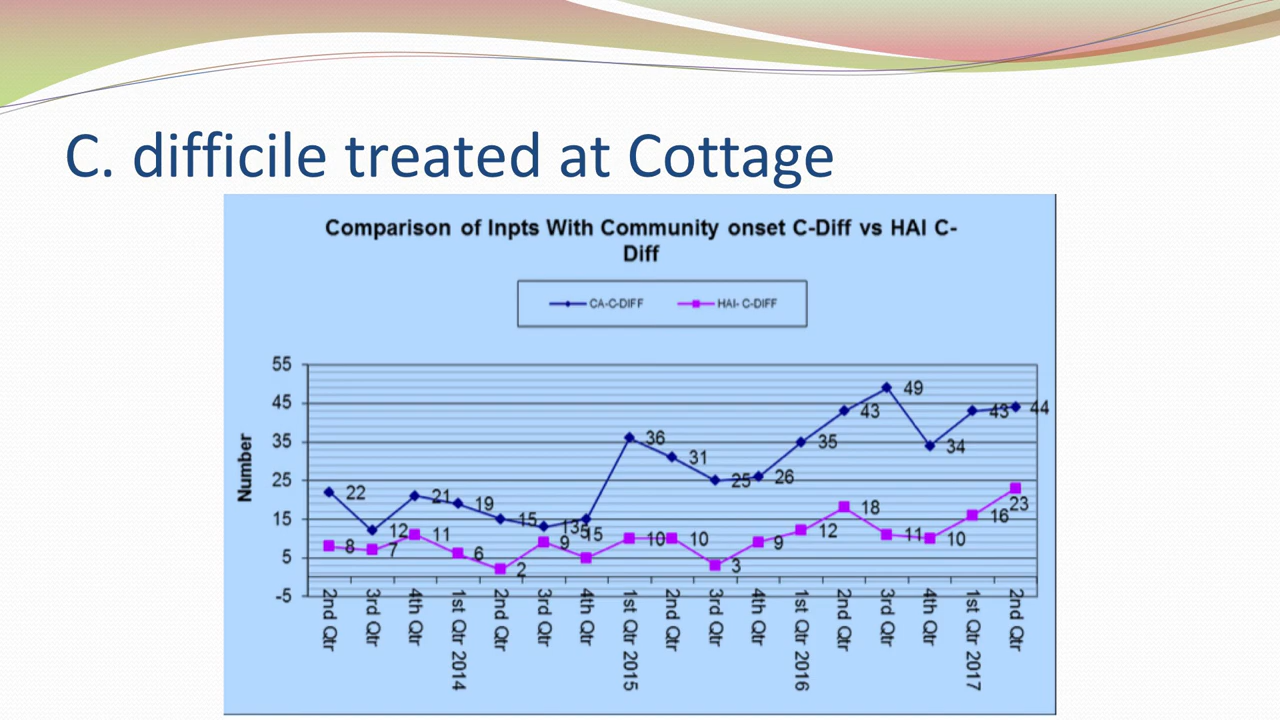 C. difficile treated at Cottage
Comparison of Inpts With Community onset C-Diff vs HAI C-
Diff
CA-C-DIFF HAI- C-DIFF
Number
55
45
35
25
15
5
-5
22 12 21 19 15 13 15 36 31 25 26 35 43 49 34 43 44
8 7 11 6 2 9 5 10 10 3 9 12 18 11 10 16 23
2nd Qtr
3rd Qtr
4th Qtr
1st Qtr 2014
2nd Qtr
3rd Qtr
4th Qtr
1st Qtr 2015
2nd Qtr
3rd Qtr
4th Qtr
1st Qtr 2016
2nd Qtr
3rd Qtr
4th Qtr
1st Qtr 2017
2nd Qtr